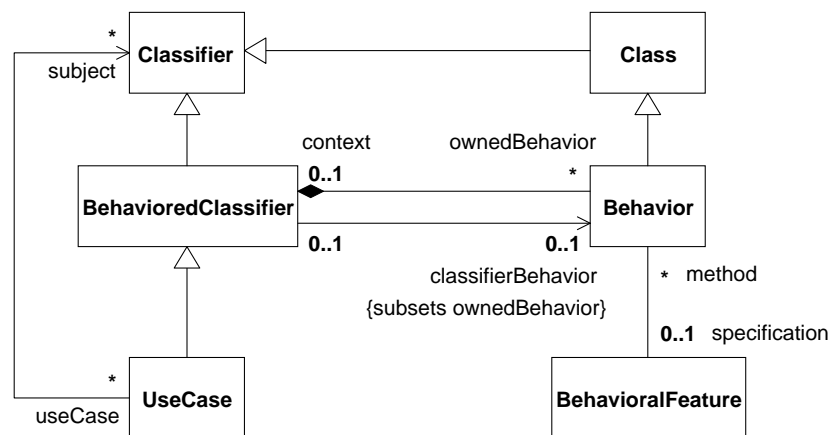 *
Classifier
Class
subject
context
ownedBehavior
0..1
*
BehavioredClassifier
Behavior
0..1
0..1
classifierBehavior
* method
{subsets ownedBehavior}
0..1 specification
*
UseCase
BehavioralFeature
useCase